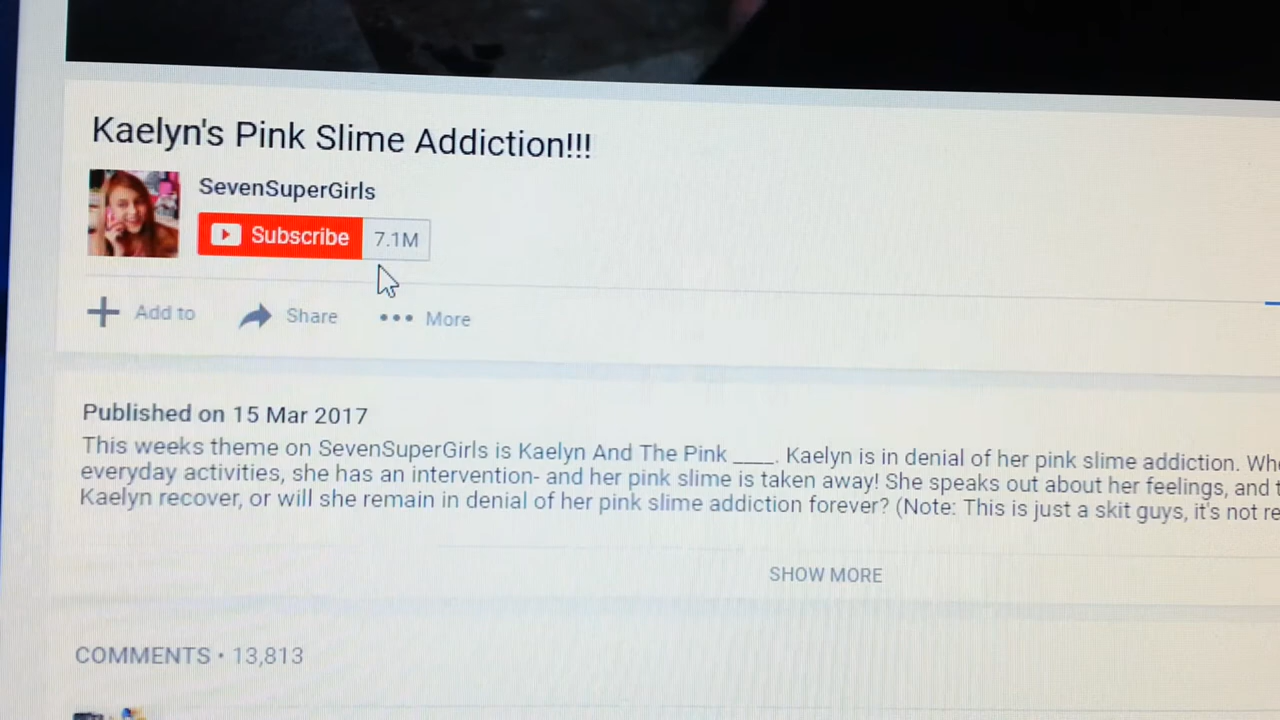 Kaelyn's Pink Slime Addiction!!!
SevenSuperGirls
Subscribe 7.1M
Add to Share More
Published on 15 Mar 2017
This weeks theme on SevenSuperGirls is Kaelyn And The Pink ____. Kaelyn is in denial of her pink slime addiction. Whe
everyday activities, she has an intervention- and her pink slime is taken away! She speaks out about her feelings, and t
Kaelyn recover, or will she remain in denial of her pink slime addiction forever? (Note: This is just a skit guys, it's not re
SHOW MORE
COMMENTS • 13,813